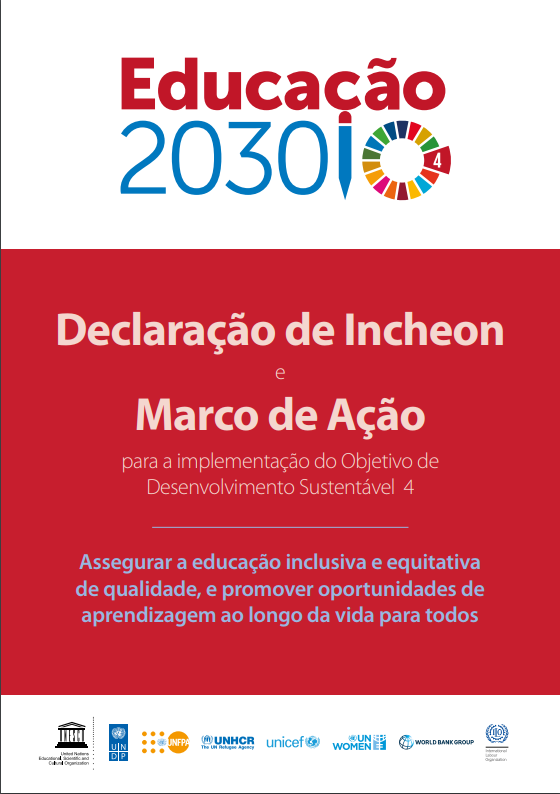 Educação
2030
4
Declaração de Incheon
e
Marco de Ação
para a implementação do Objetivo de
Desenvolvimento Sustentável 4
Assegurar a educação inclusiva e equitativa
de qualidade, e promover oportunidades de
aprendizagem ao longo da vida para todos
United Nations
Educational, Scientific and
Cultural Organization
U N
D P
UNFPA
UNHCR
The UN Refugee Agency
unicef
UN
WOMEN
WORLD BANK GROUP
International
Labour
Organization